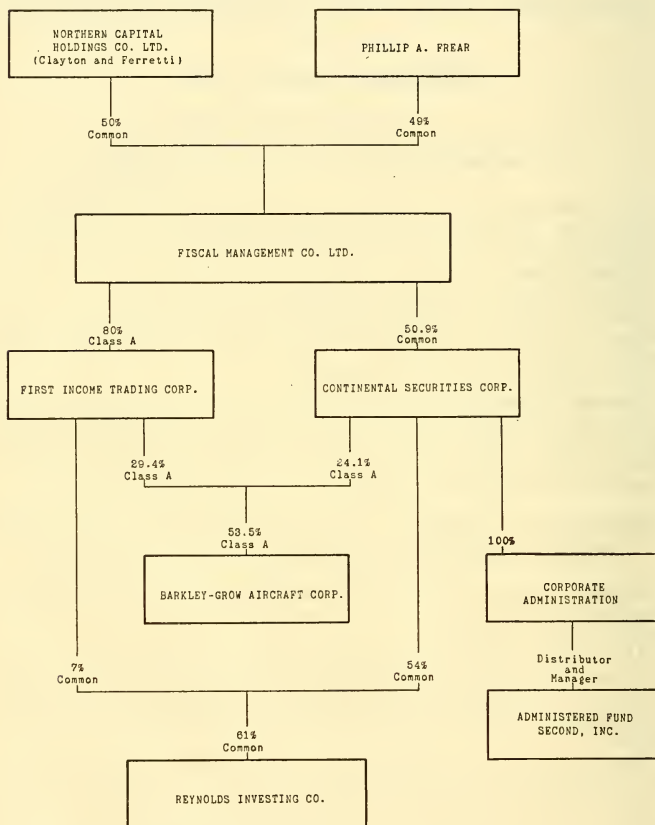 NORTHERN CAPITAL
HOLDINGS CO. LTD.
(Clayton and Ferretti)
PHILLIP A. FREAR
50%
Common
49%
Common
FISCAL MANAGEMENT CO. LTD.
80%
Class A
50.9%
Common
FIRST INCOME TRADING CORP.
CONTINENTAL SECURITIES CORP.
29.4%
Class A
24.1%
Class A
53.5%
Class A
100%
BARKLEY-GROW AIRCRAFT CORP.
CORPORATE
ADMINISTRATION
7%
Common
54%
Common
Distributor
and
Manager
61%
Common
ADMINISTERED FUND
SECOND, INC.
REYNOLDS INVESTING CO.